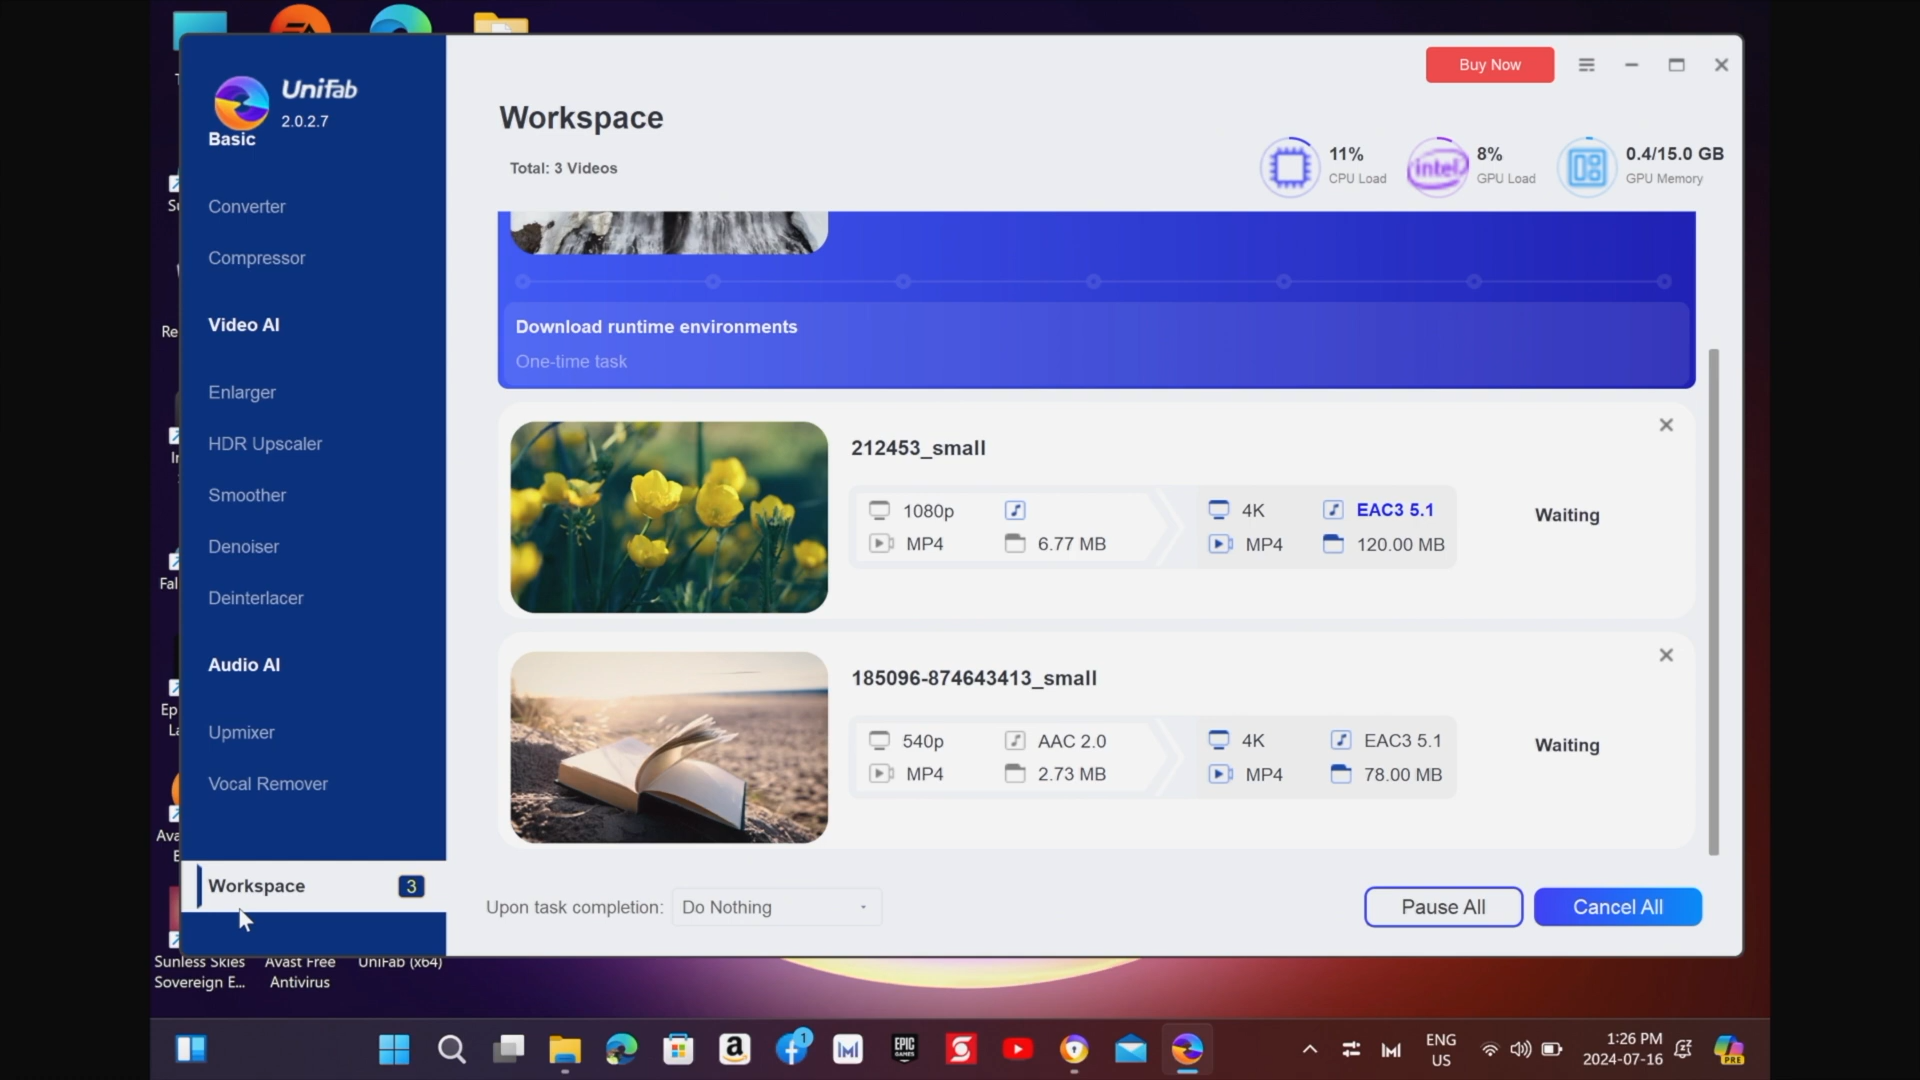 UniFab
2.0.2.7
Basic
Converter
Compressor
Video AI
Enlarger
HDR Upscaler
Smoother
Denoiser
Deinterlacer
Audio AI
Upmixer
Vocal Remover
Workspace
3
Buy Now
Workspace
Total: 3 Videos
11%
CPU Load
intel
8%
GPU Load
0.4/15.0 GB
GPU Memory
Download runtime environments
One-time task
212453_small
1080p
MP4
6.77 MB
4K
EAC3 5.1
MP4
120.00 MB
Waiting
185096-874643413_small
540p
AAC 2.0
MP4
2.73 MB
4K
EAC3 5.1
MP4
78.00 MB
Waiting
Upon task completion:
Do Nothing
Pause All
Cancel All
Sunless Skies
Sovereign E...
Avast Free
Antivirus
UniFab (x64)
EPIC
GAMES
1
ENG
US
1:26 PM
2024-07-16
PRE